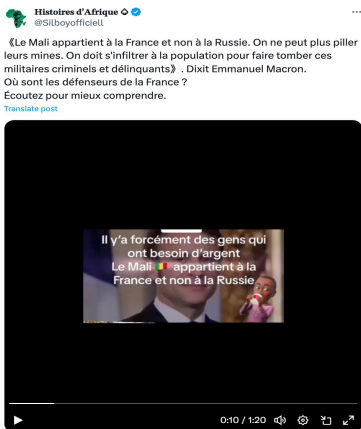 Histoires d'Afrique
@Silboyofficiell
《Le Mali appartient à la France et non à la Russie. On ne peut plus piller
leurs mines. On doit s'infiltrer à la population pour faire tomber ces
militaires criminels et délinquants》. Dixit Emmanuel Macron.
Où sont les défenseurs de la France ?
Écoutez pour mieux comprendre.
Translate post
Il y'a forcément des gens qui
ont besoin d'argent
Le Mali 🇲🇱 appartient à la
France et non à la Russie
0:10 / 1:20